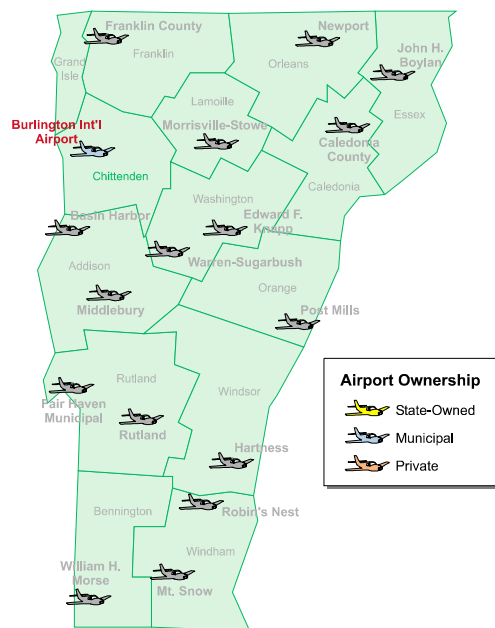 Franklin County
Newport
John H.
Boylan
Grand
Isle
Franklin
Orleans
Lamoille
Essex
Burlington Int'l
Airport
Morrisville-Stowe
Caledonia
County
Chittenden
Caledonia
Washington
Basin Harbor
Edward F.
Knapp
Addison
Warren-Sugarbush
Orange
Middlebury
Post Mills
Rutland
Windsor
Fair Haven
Municipal
Rutland
Hartness
Airport Ownership
State-Owned
Municipal
Private
Bennington
Robin's Nest
Windham
William H.
Morse
Mt. Snow